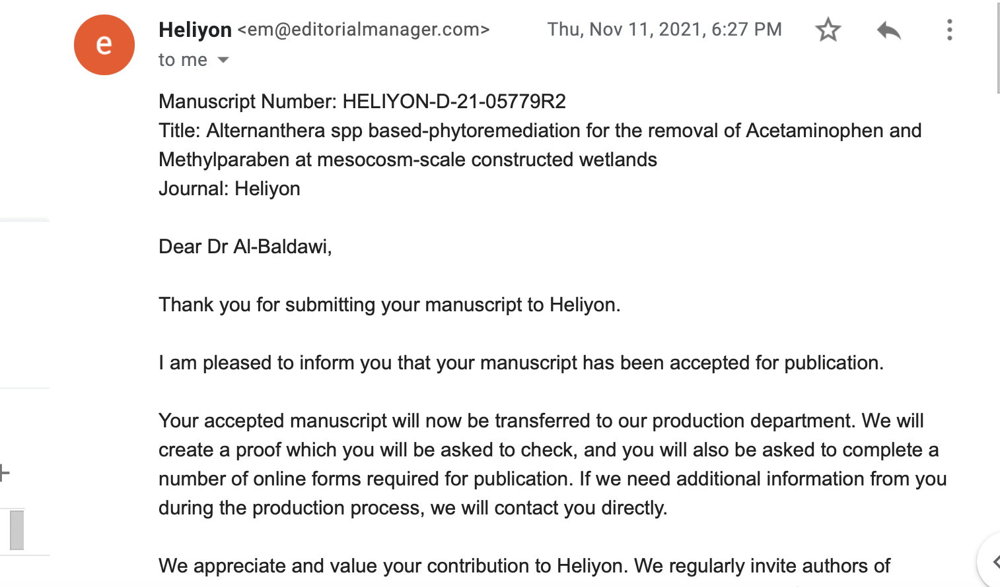 e
Heliyon <em@editorialmanager.com> Thu, Nov 11, 2021, 6:27 PM
to me
Manuscript Number: HELIYON-D-21-05779R2
Title: Alternanthera spp based-phytoremediation for the removal of Acetaminophen and
Methylparaben at mesocosm-scale constructed wetlands
Journal: Heliyon
Dear Dr Al-Baldawi,
Thank you for submitting your manuscript to Heliyon.
I am pleased to inform you that your manuscript has been accepted for publication.
Your accepted manuscript will now be transferred to our production department. We will
create a proof which you will be asked to check, and you will also be asked to complete a
number of online forms required for publication. If we need additional information from you
during the production process, we will contact you directly.
We appreciate and value your contribution to Heliyon. We regularly invite authors of